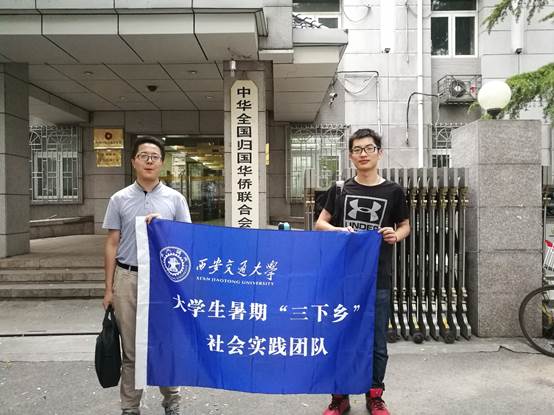 中华全国归国华侨联合会
UNDER
西安交通大学
XI'AN JIAOTONG UNIVERSITY
大学生暑期“三下乡”
社会实践团队